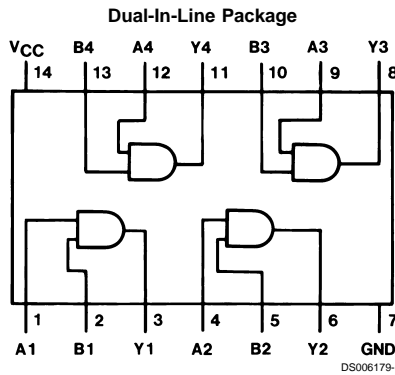 Dual-In-Line Package
VCC B4 A4 Y4 B3 A3 Y3
14 13 12 11 10 9 8
1 2 3 4 5 6 7
A1 B1 Y1 A2 B2 Y2 GND
DS006179-